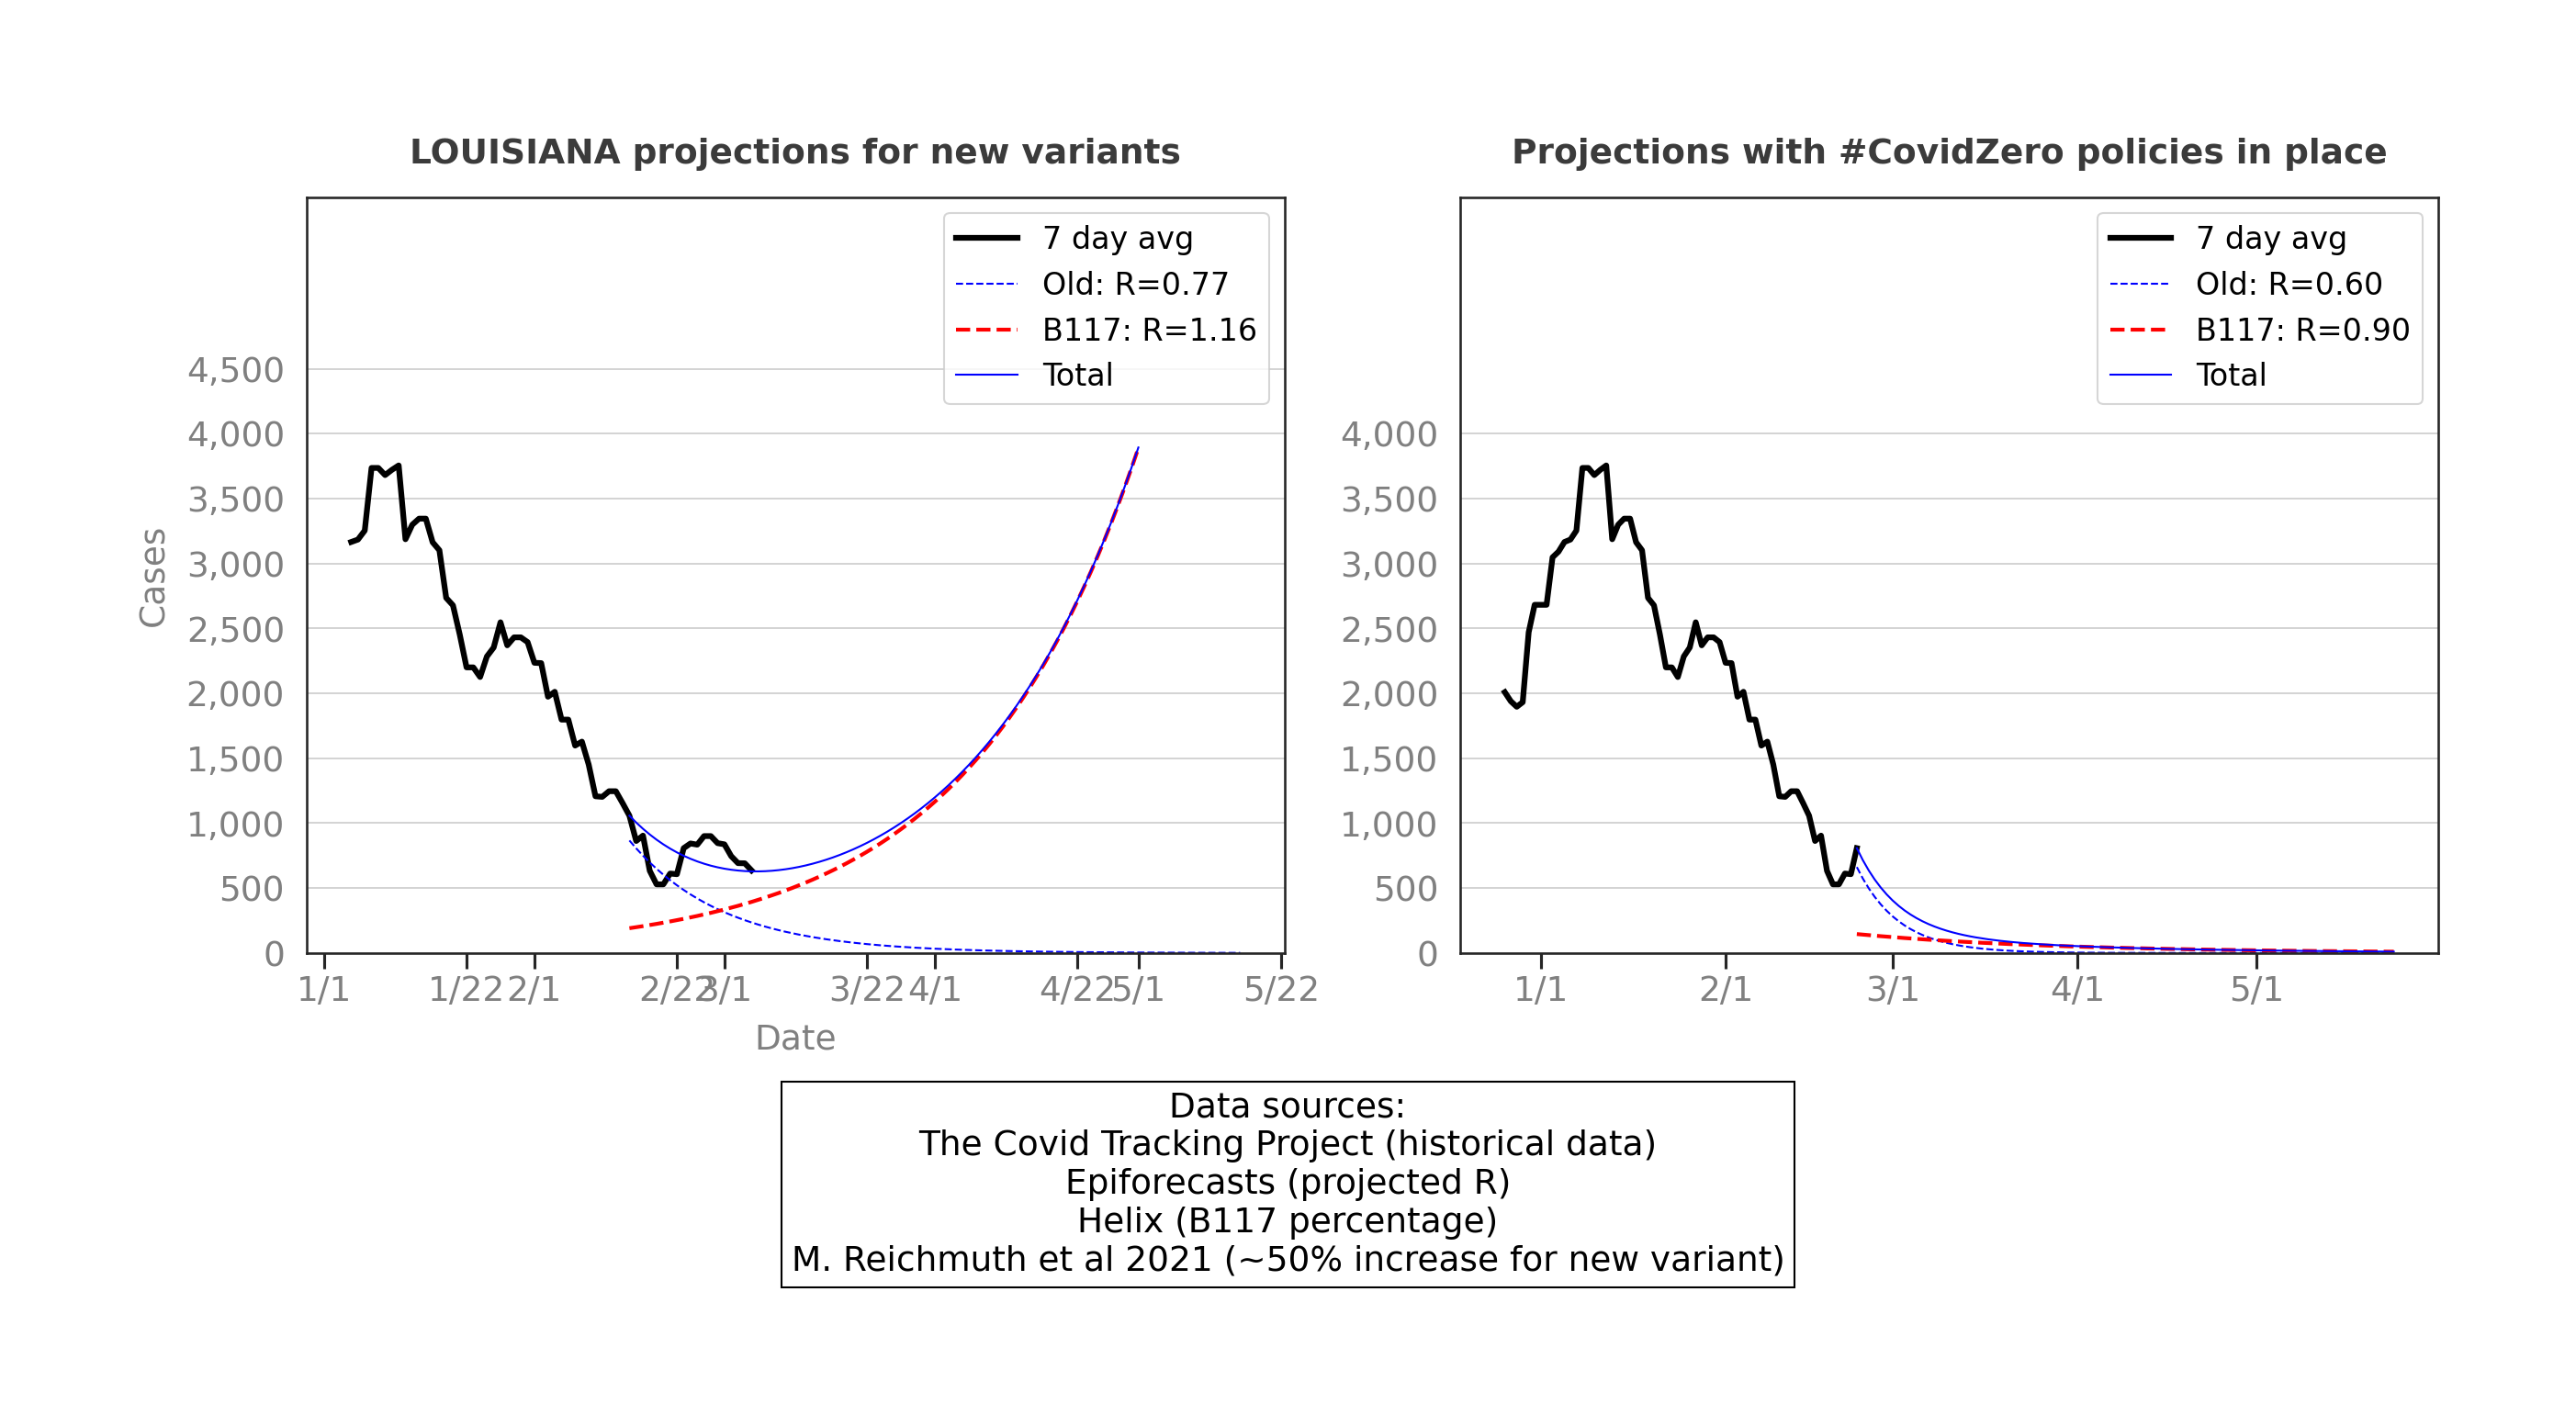 LOUISIANA projections for new variants
7 day avg
Old: R=0.77
B117: R=1.16
Total
4,500
4,000
3,500
3,000
2,500
2,000
1,500
1,000
500
0
Cases
1/1 1/22 2/1 2/22 3/1 3/22 4/1 4/22 5/1 5/22
Date
Projections with #CovidZero policies in place
7 day avg
Old: R=0.60
B117: R=0.90
Total
4,000
3,500
3,000
2,500
2,000
1,500
1,000
500
0
1/1 2/1 3/1 4/1 5/1
Data sources:
The Covid Tracking Project (historical data)
Epiforecasts (projected R)
Helix (B117 percentage)
M. Reichmuth et al 2021 (~50% increase for new variant)